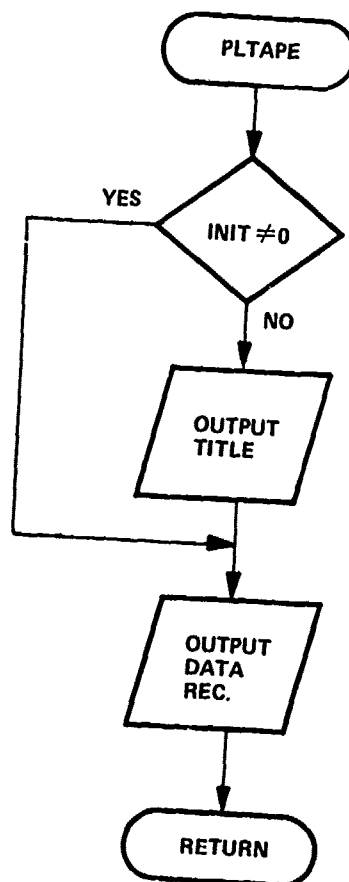 PLTAPE
YES
INIT ≠0
NO
OUTPUT
TITLE
OUTPUT
DATA
REC.
RETURN